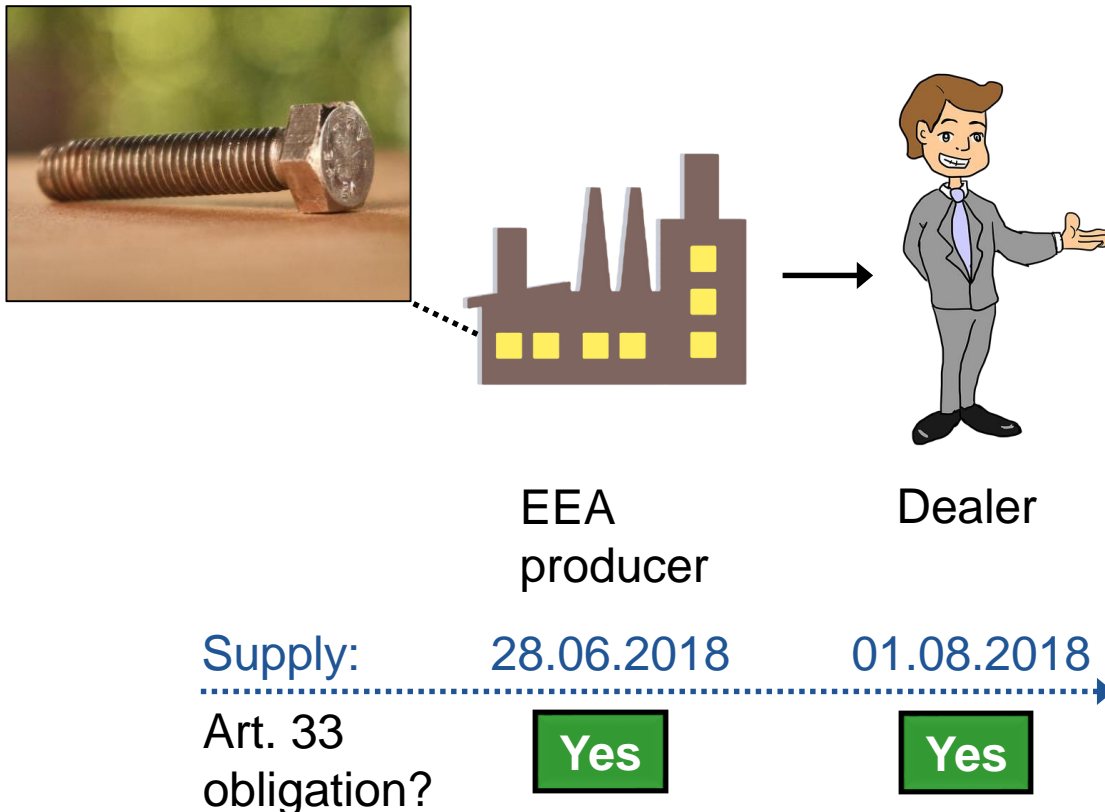 EEA
producer
Dealer
Supply: 28.06.2018 01.08.2018
Art. 33
obligation?
Yes Yes